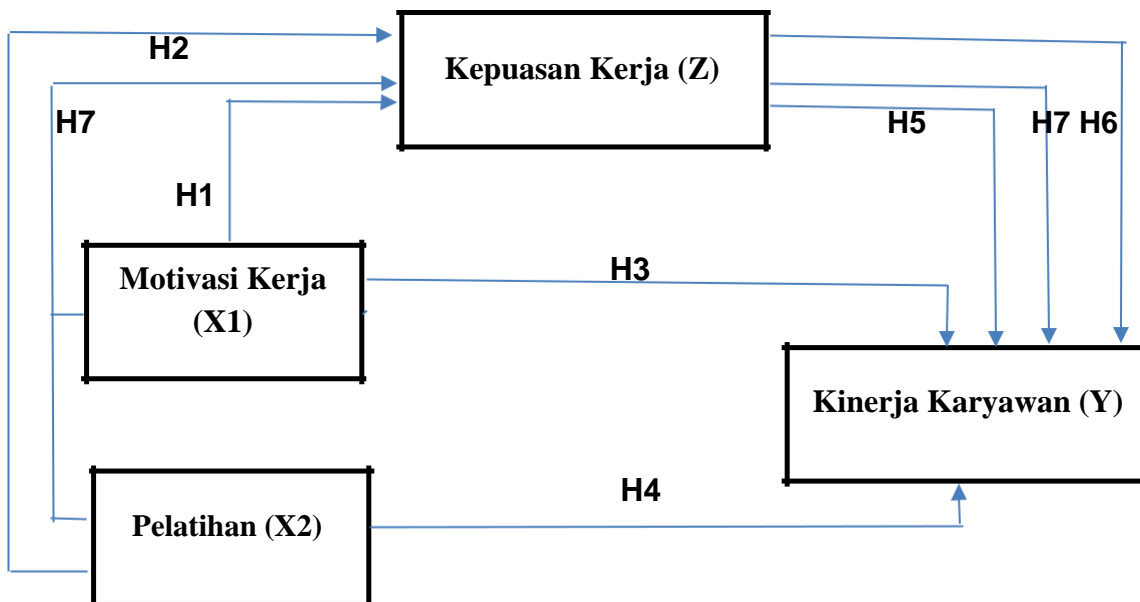 H2
Kepuasan Kerja (Z)
H7
H5
H7 H6
H1
Motivasi Kerja
(X1)
H3
Kinerja Karyawan (Y)
H4
Pelatihan (X2)